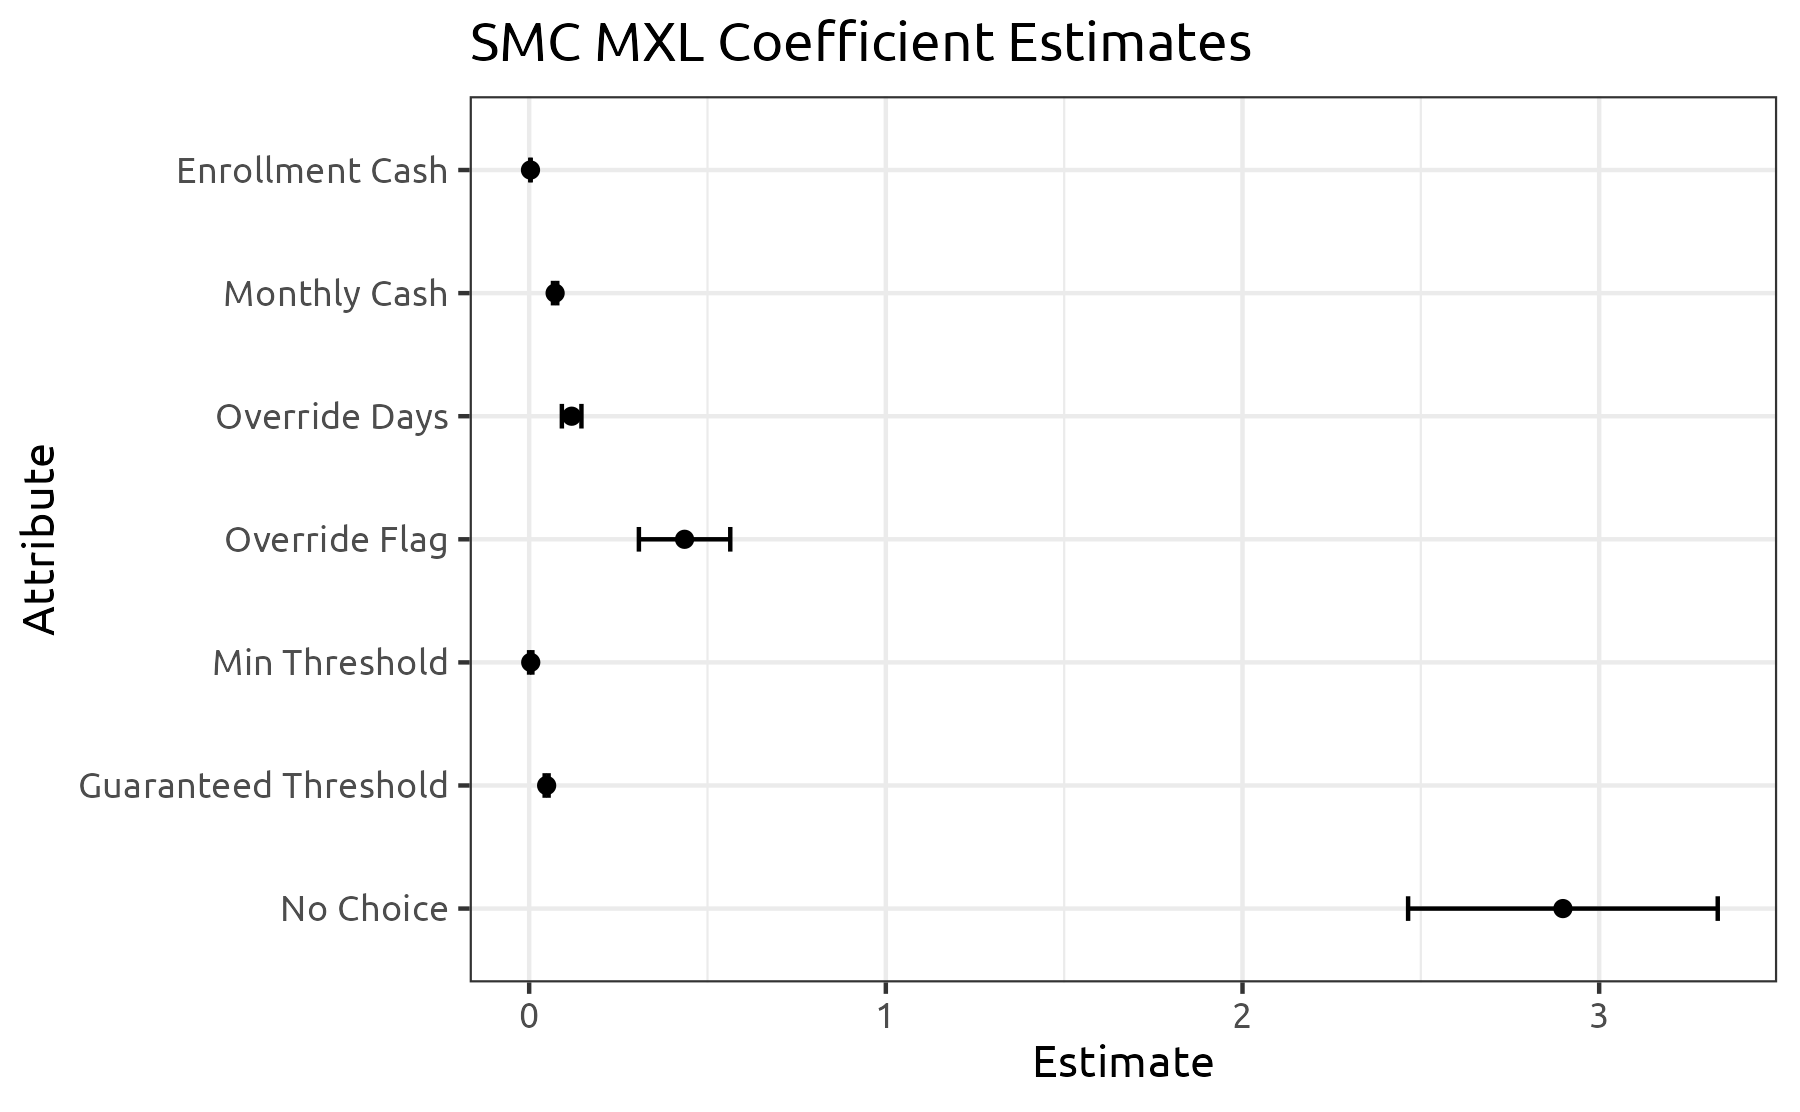 SMC MXL Coefficient Estimates
Attribute
Enrollment Cash
Monthly Cash
Override Days
Override Flag
Min Threshold
Guaranteed Threshold
No Choice
0 1 2 3
Estimate